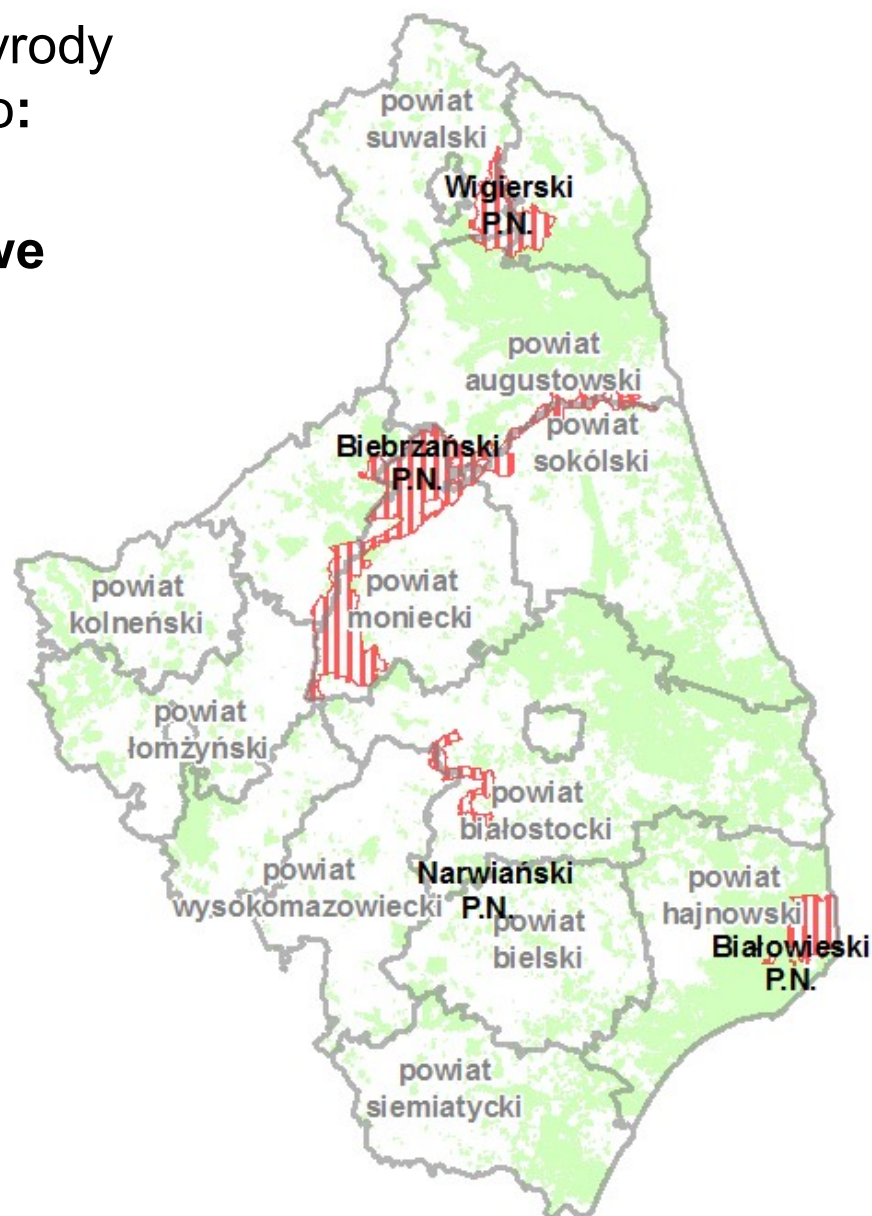 yrody
o:
we
powiat
suwalski
Wigierski
P.N.
powiat
augustowski
powiat
sokólski
Biebrzański
P.N.
powiat
kolneński
powiat
moniecki
powiat
łomżyński
powiat
białostocki
powiat
wysokomazowiecki
Narwiański
P.N.
powiat
bielski
powiat
hajnowski
Białowieski
P.N.
powiat
siemiatycki